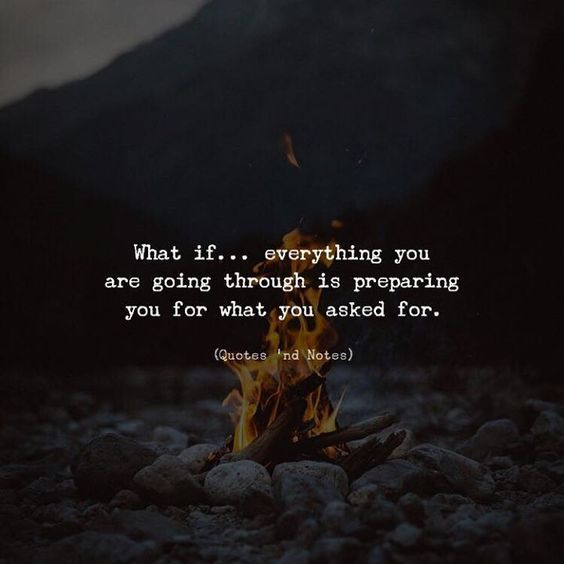 What if... everything you
are going through is preparing
you for what you asked for.
(Quotes 'nd Notes)